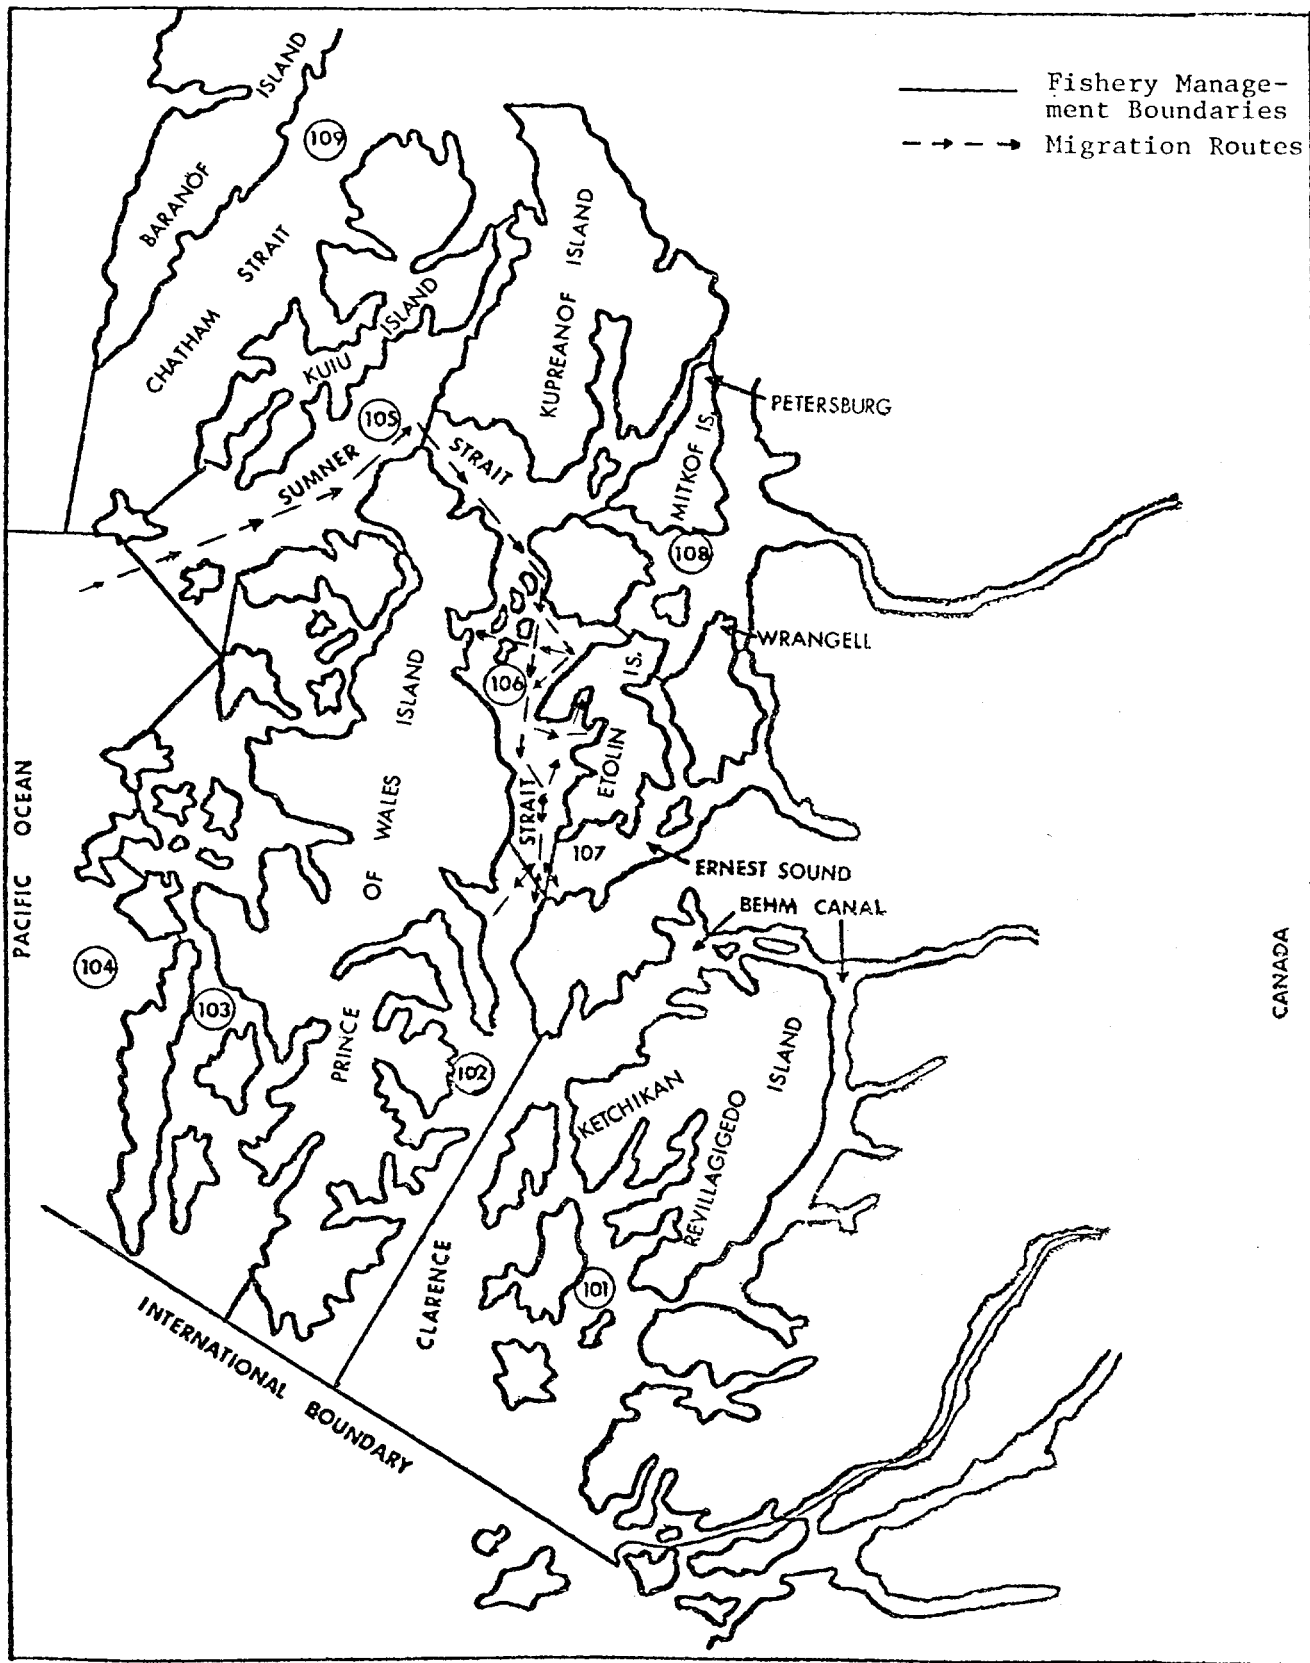 Fishery Manage-
ment Boundaries
Migration Routes
BARANOF
ISLAND
109
CHATHAM
STRAIT
KUIU
ISLAND
KUPREANOF
ISLAND
PETERSBURG
MITKOF IS.
105
SUMNER
STRAIT
108
WRANGELL
106
ETOLIN
IS.
STRAIT
107
ERNEST SOUND
BEHM CANAL
PACIFIC OCEAN
PRINCE
OF WALES
ISLAND
104
103
102
CANADA
KETCHIKAN
REVILLAGIGEDO
ISLAND
CLARENCE
101
INTERNATIONAL BOUNDARY